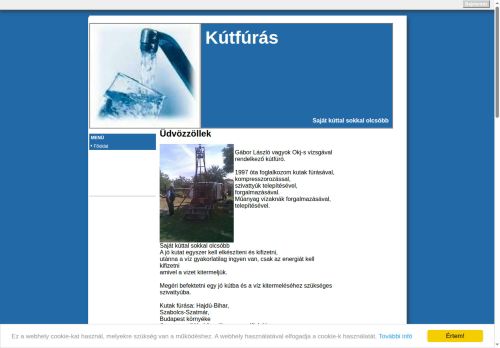 Bejelentés
Kútfúrás
Saját kúttal sokkal olcsóbb
MENÜ
• Főoldal
Üdvözzöllek
Gábor László vagyok Okj-s vizsgával
rendelkező kútfúró.
1997 óta foglalkozom kutak fúrásával,
kompresszorozással,
szivattyúk telepítésével,
forgalmazásával.
Műanyag vízaknák forgalmazásával,
telepítésével.
Saját kúttal sokkal olcsóbb
A jó kutat egyszer kell elkészíteni és kifizetni,
utánna a víz gyakorlatilag ingyen van, csak az energiát kell
kifizetni
amivel a vizet kitermeljük.
Megéri befektetni egy jó kútba és a víz kitermeléséhez szükséges
szivattyúba.
Kutak fúrása: Hajdú-Bihar,
Szabolcs-Szatmár,
Budapest környéke
Ez a webhely cookie-kat használ, melyekre szükség van a működéshez. A webhely használatával elfogadja a cookie-k használatát. További infó
Értem!